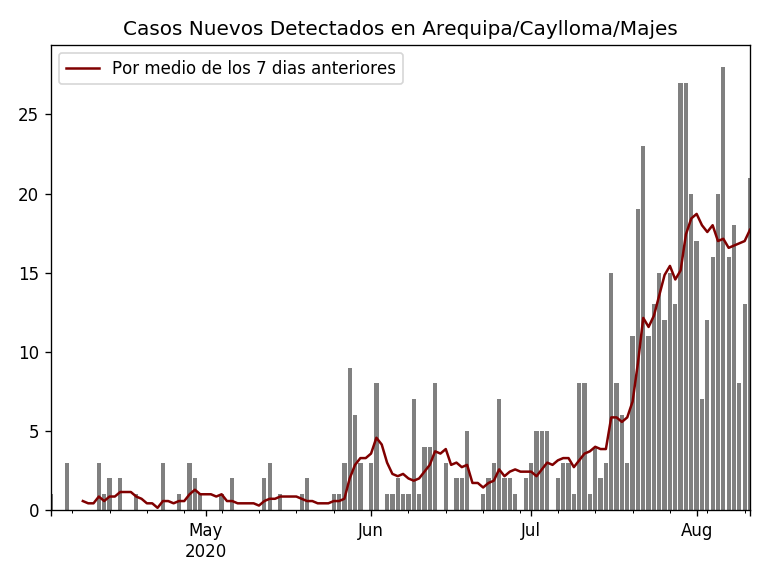 Casos Nuevos Detectados en Arequipa/Caylloma/Majes
Por medio de los 7 dias anteriores
25
20
15
10
5
0
May
2020
Jun
Jul
Aug